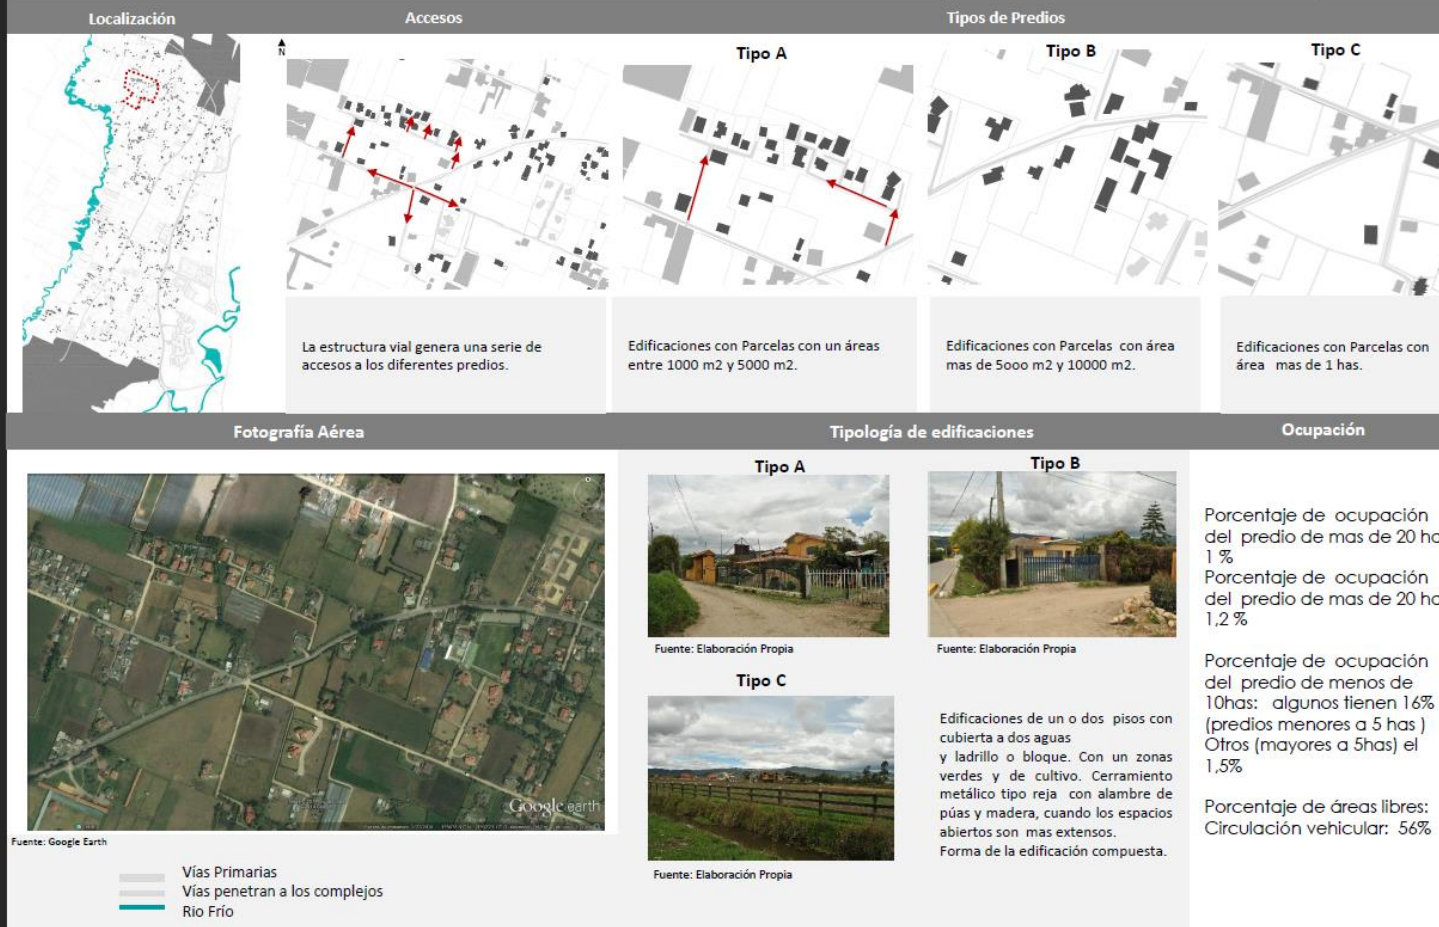 Localización
Accesos
Tipos de Predios
N
Tipo A
Tipo B
Tipo C
La estructura vial genera una serie de
accesos a los diferentes predios.
Edificaciones con Parcelas con un áreas
entre 1000 m2 y 5000 m2.
Edificaciones con Parcelas con área
mas de 5ooo m2 y 10000 m2.
Edificaciones con Parcelas con
área mas de 1 has.
Fotografía Aérea
Tipología de edificaciones
Ocupación
Google earth
Fuente: Google Earth
Vías Primarias
Vías penetran a los complejos
Rio Frío
Tipo A
Fuente: Elaboración Propia
Tipo B
Fuente: Elaboración Propia
Tipo C
Fuente: Elaboración Propia
Edificaciones de un o dos pisos con
cubierta a dos aguas
y ladrillo o bloque. Con un zonas
verdes y de cultivo. Cerramiento
metálico tipo reja con alambre de
púas y madera, cuando los espacios
abiertos son mas extensos.
Forma de la edificación compuesta.
Porcentaje de ocupación
del predio de mas de 20
1 %
Porcentaje de ocupación
del predio de mas de 20
1,2 %
Porcentaje de ocupación
del predio de menos de
10has: algunos tienen 16%
(predios menores a 5 has )
Otros (mayores a 5has) el
1,5%
Porcentaje de áreas libres:
Circulación vehicular: 56%